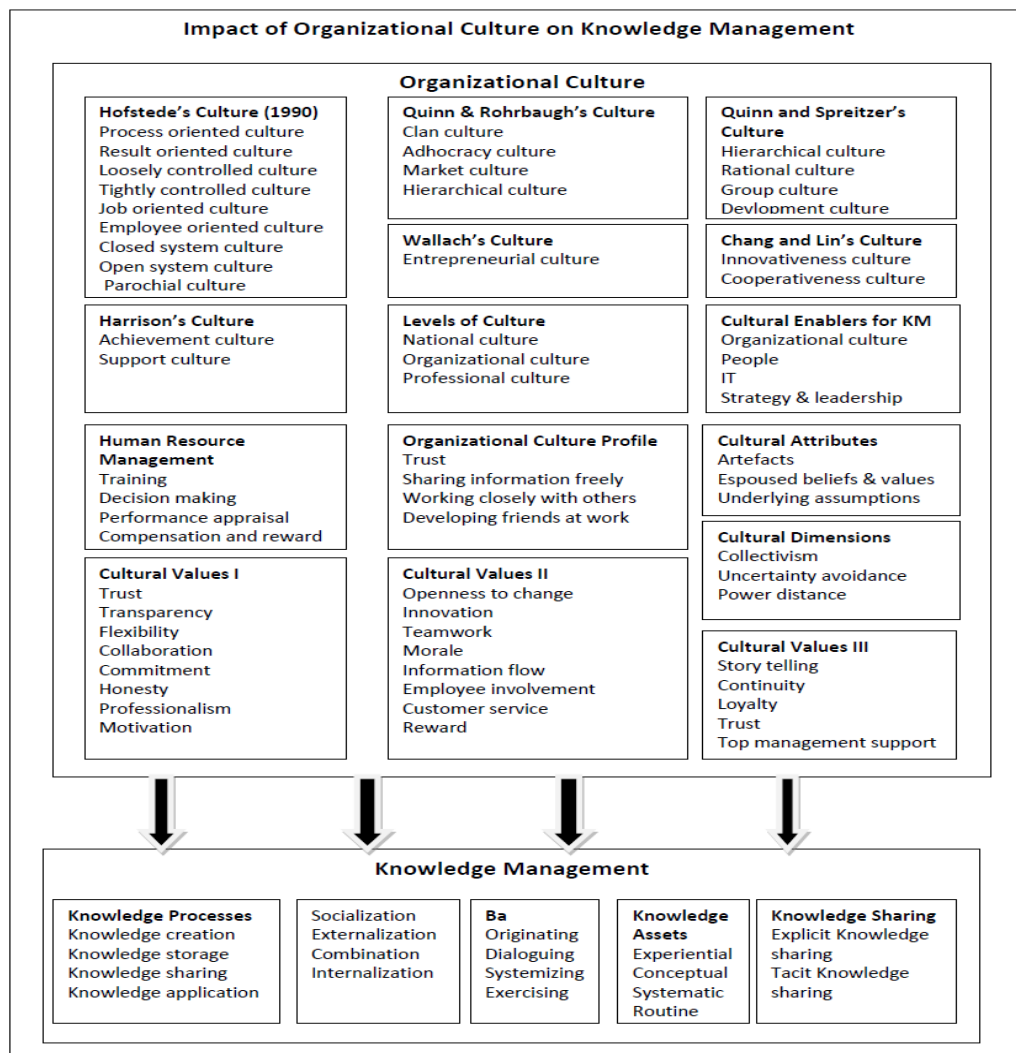 Impact of Organizational Culture on Knowledge Management
Organizational Culture
Hofstede's Culture (1990)
Process oriented culture
Result oriented culture
Loosely controlled culture
Tightly controlled culture
Job oriented culture
Employee oriented culture
Closed system culture
Open system culture
Parochial culture
Quinn & Rohrbaugh's Culture
Clan culture
Adhocracy culture
Market culture
Hierarchical culture
Quinn and Spreitzer's
Culture
Hierarchical culture
Rational culture
Group culture
Devlopment culture
Wallach's Culture
Entrepreneurial culture
Chang and Lin's Culture
Innovativeness culture
Cooperativeness culture
Harrison's Culture
Achievement culture
Support culture
Levels of Culture
National culture
Organizational culture
Professional culture
Cultural Enablers for KM
Organizational culture
People
IT
Strategy & leadership
Human Resource
Management
Training
Decision making
Performance appraisal
Compensation and reward
Organizational Culture Profile
Trust
Sharing information freely
Working closely with others
Developing friends at work
Cultural Attributes
Artefacts
Espoused beliefs & values
Underlying assumptions
Cultural Dimensions
Collectivism
Uncertainty avoidance
Power distance
Cultural Values I
Trust
Transparency
Flexibility
Collaboration
Commitment
Honesty
Professionalism
Motivation
Cultural Values II
Openness to change
Innovation
Teamwork
Morale
Information flow
Employee involvement
Customer service
Reward
Cultural Values III
Story telling
Continuity
Loyalty
Trust
Top management support
Knowledge Management
Knowledge Processes
Knowledge creation
Knowledge storage
Knowledge sharing
Knowledge application
Socialization
Externalization
Combination
Internalization
Ba
Originating
Dialoguing
Systemizing
Exercising
Knowledge
Assets
Experiential
Conceptual
Systematic
Routine
Knowledge Sharing
Explicit Knowledge
sharing
Tacit Knowledge
sharing